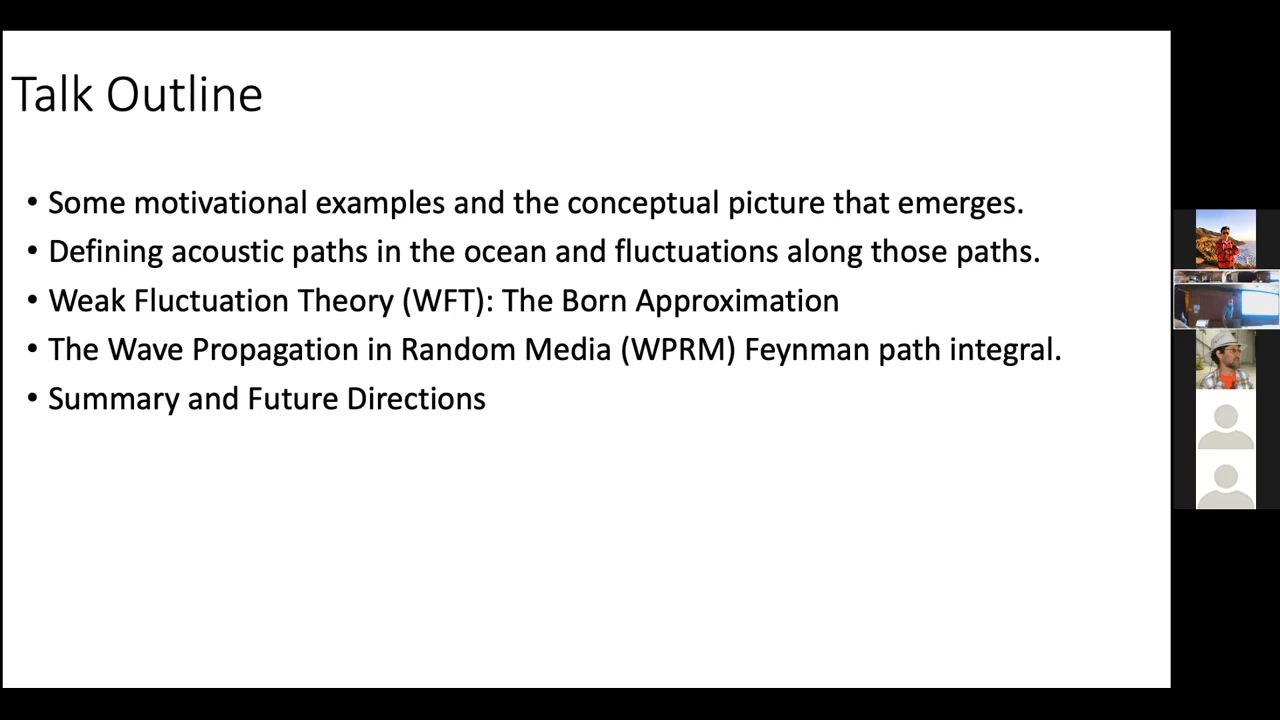 Talk Outline
• Some motivational examples and the conceptual picture that emerges.
• Defining acoustic paths in the ocean and fluctuations along those paths.
• Weak Fluctuation Theory (WFT): The Born Approximation
• The Wave Propagation in Random Media (WPRM) Feynman path integral.
• Summary and Future Directions